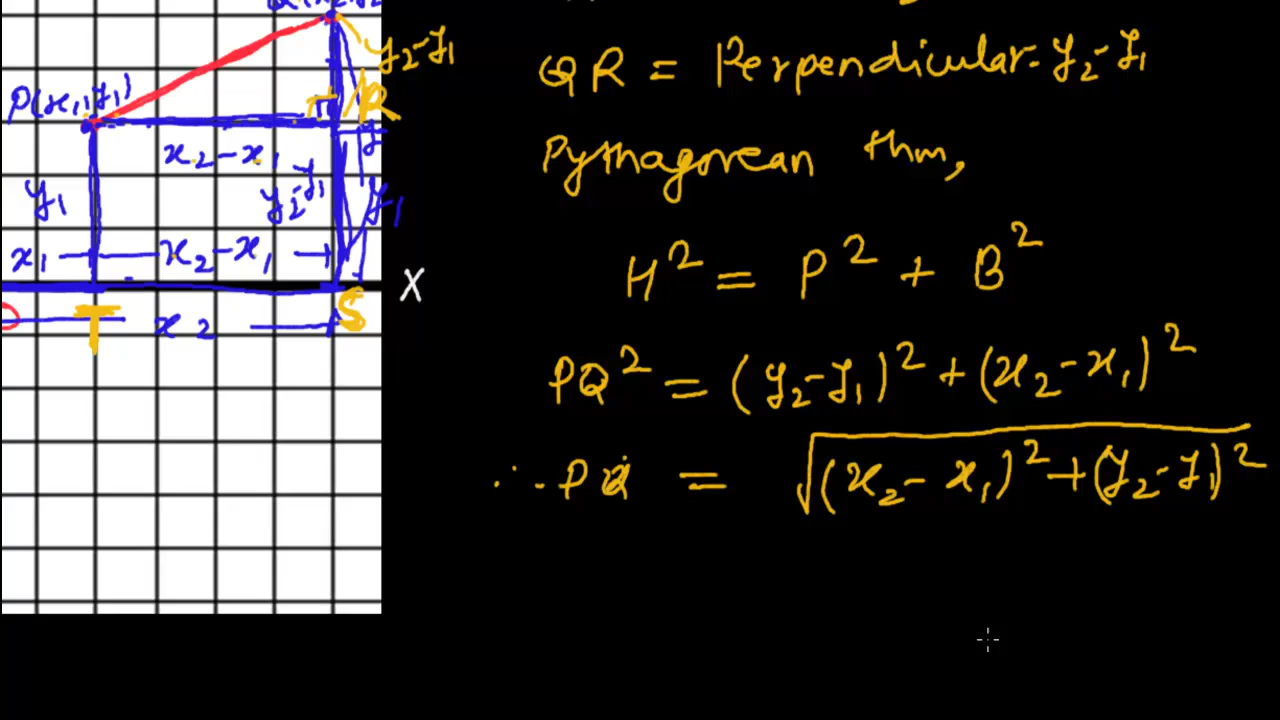 y₂-y₁
P(x₁,y₁)
R
x₂-x₁
y₁
y₂-y₁
y₁
x₁
x₂-x₁
X
T
x₂
S
QR = Perpendicular = y₂-y₁
Pythagorean thm,
H² = P² + B²
PQ² = (y₂-y₁)² + (x₂-x₁)²
∴ PQ = √(x₂-x₁)² + (y₂-y₁)²